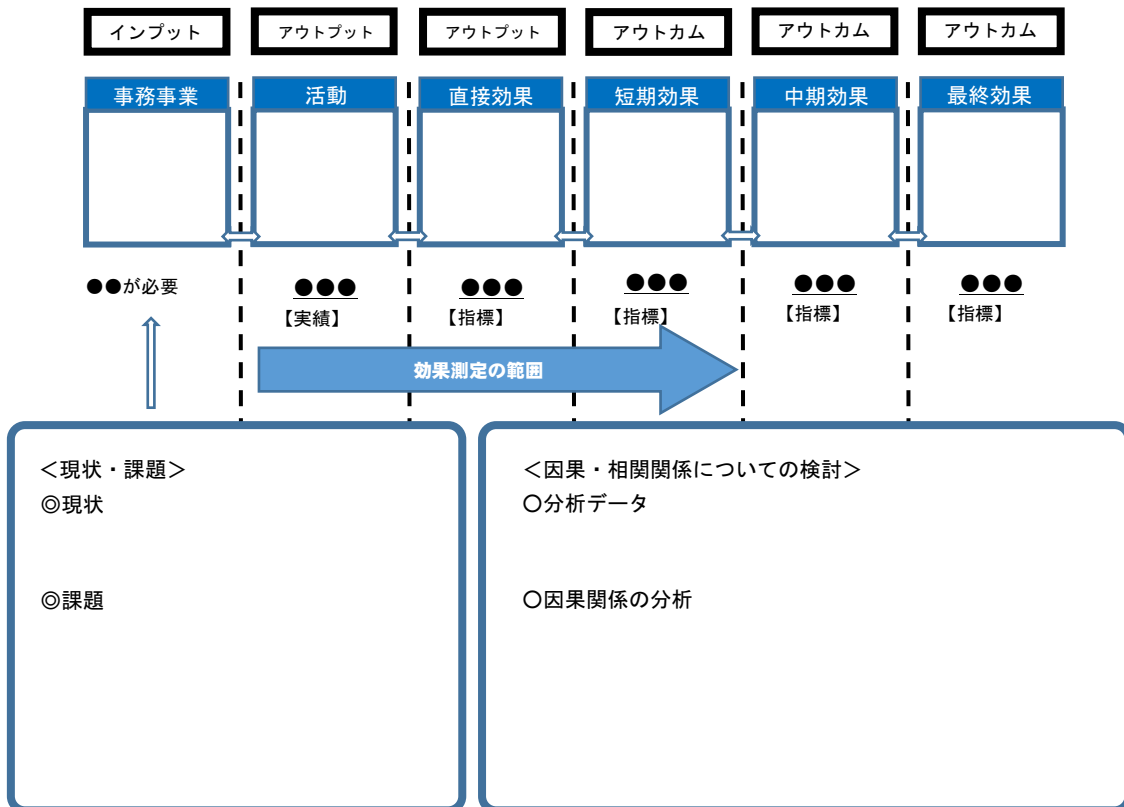 インプット
アウトプット
アウトプット
アウトカム
アウトカム
アウトカム
事務事業
活動
直接効果
短期効果
中期効果
最終効果
●●が必要
●●●
●●●
●●●
●●●
●●●
【実績】
【指標】
【指標】
【指標】
【指標】
効果測定の範囲
＜現状・課題＞
◎現状
◎課題
＜因果・相関関係についての検討＞
〇分析データ
〇因果関係の分析